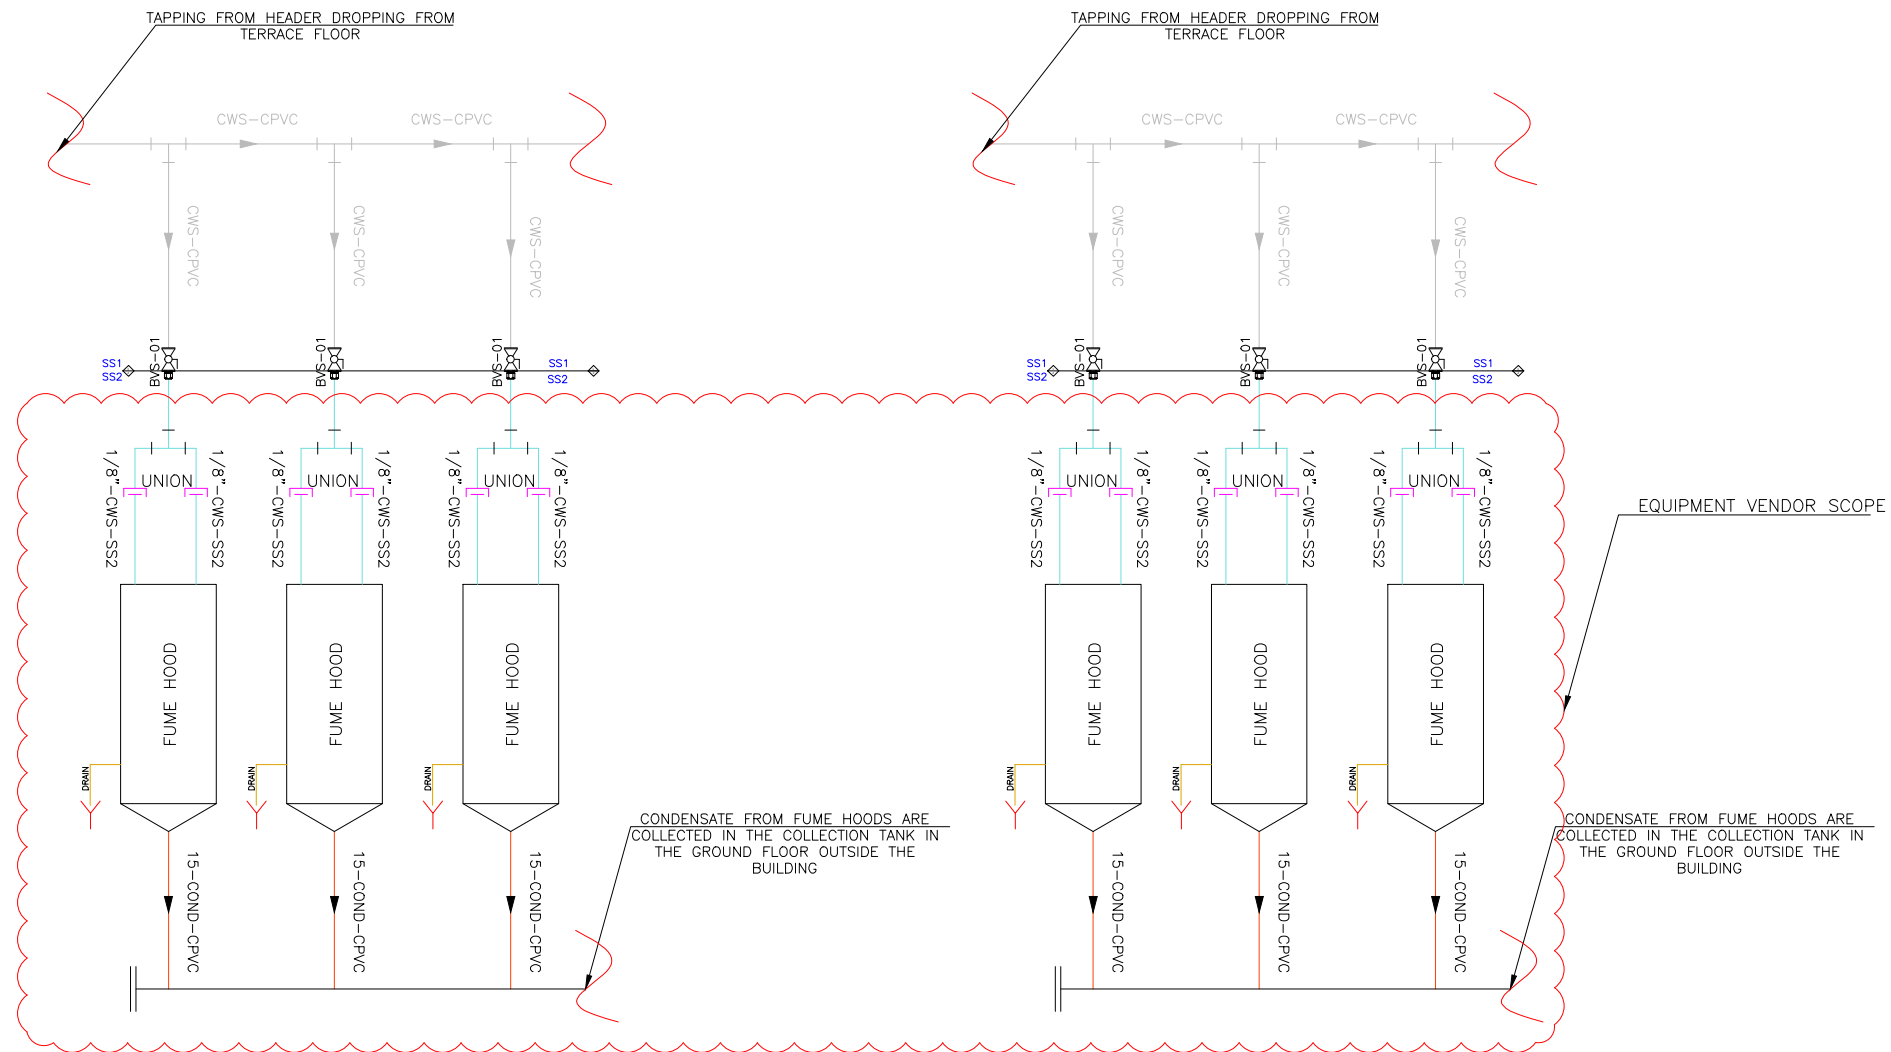 TAPPING FROM HEADER DROPPING FROM
TERRACE FLOOR
TAPPING FROM HEADER DROPPING FROM
TERRACE FLOOR
CWS-CPVC
CWS-CPVC
CWS-CPVC
CWS-CPVC
CWS-CPVC
CWS-CPVC
CWS-CPVC
CWS-CPVC
CWS-CPVC
CWS-CPVC
SS1
SS2
BVS-01
BVS-01
BVS-01
SS1
SS2
SS1
SS2
BVS-01
BVS-01
BVS-01
SS1
SS2
1/8"-CWS-SS2
UNION
1/8"-CWS-SS2
1/8"-CWS-SS2
UNION
1/8"-CWS-SS2
1/8"-CWS-SS2
UNION
1/8"-CWS-SS2
1/8"-CWS-SS2
UNION
1/8"-CWS-SS2
1/8"-CWS-SS2
UNION
1/8"-CWS-SS2
1/8"-CWS-SS2
UNION
1/8"-CWS-SS2
EQUIPMENT VENDOR SCOPE
FUME HOOD
FUME HOOD
FUME HOOD
FUME HOOD
FUME HOOD
FUME HOOD
DRAIN
DRAIN
DRAIN
DRAIN
DRAIN
DRAIN
CONDENSATE FROM FUME HOODS ARE
COLLECTED IN THE COLLECTION TANK IN
THE GROUND FLOOR OUTSIDE THE
BUILDING
CONDENSATE FROM FUME HOODS ARE
COLLECTED IN THE COLLECTION TANK IN
THE GROUND FLOOR OUTSIDE THE
BUILDING
15-COND-CPVC
15-COND-CPVC
15-COND-CPVC
15-COND-CPVC
15-COND-CPVC
15-COND-CPVC